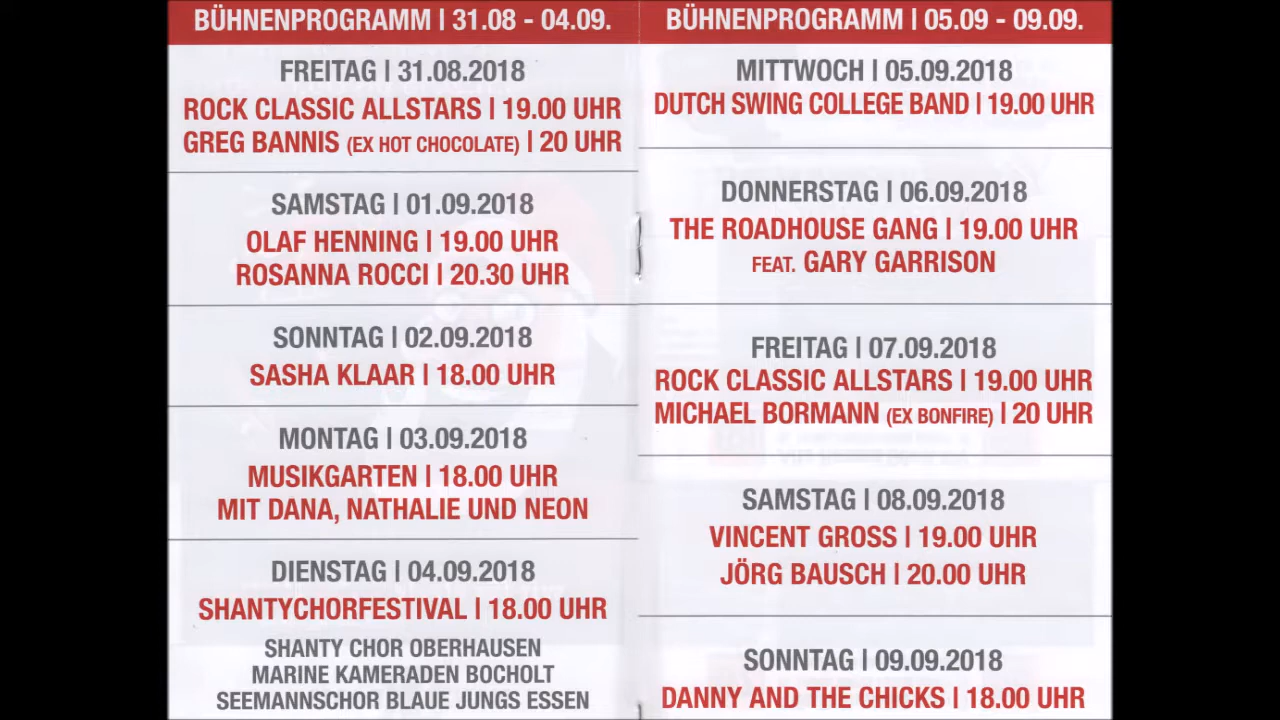 BÜHNENPROGRAMM | 31.08 - 04.09.
FREITAG | 31.08.2018
ROCK CLASSIC ALLSTARS | 19.00 UHR
GREG BANNIS (EX HOT CHOCOLATE) | 20 UHR
SAMSTAG | 01.09.2018
OLAF HENNING | 19.00 UHR
ROSANNA ROCCI | 20.30 UHR
SONNTAG | 02.09.2018
SASHA KLAAR | 18.00 UHR
MONTAG | 03.09.2018
MUSIKGARTEN | 18.00 UHR
MIT DANA, NATHALIE UND NEON
DIENSTAG | 04.09.2018
SHANTYCHORFESTIVAL | 18.00 UHR
SHANTY CHOR OBERHAUSEN
MARINE KAMERADEN BOCHOLT
SEEMANNSCHOR BLAUE JUNGS ESSEN
BÜHNENPROGRAMM | 05.09 - 09.09.
MITTWOCH | 05.09.2018
DUTCH SWING COLLEGE BAND | 19.00 UHR
DONNERSTAG | 06.09.2018
THE ROADHOUSE GANG | 19.00 UHR
FEAT. GARY GARRISON
FREITAG | 07.09.2018
ROCK CLASSIC ALLSTARS | 19.00 UHR
MICHAEL BORMANN (EX BONFIRE) | 20 UHR
SAMSTAG | 08.09.2018
VINCENT GROSS | 19.00 UHR
JÖRG BAUSCH | 20.00 UHR
SONNTAG | 09.09.2018
DANNY AND THE CHICKS | 18.00 UHR